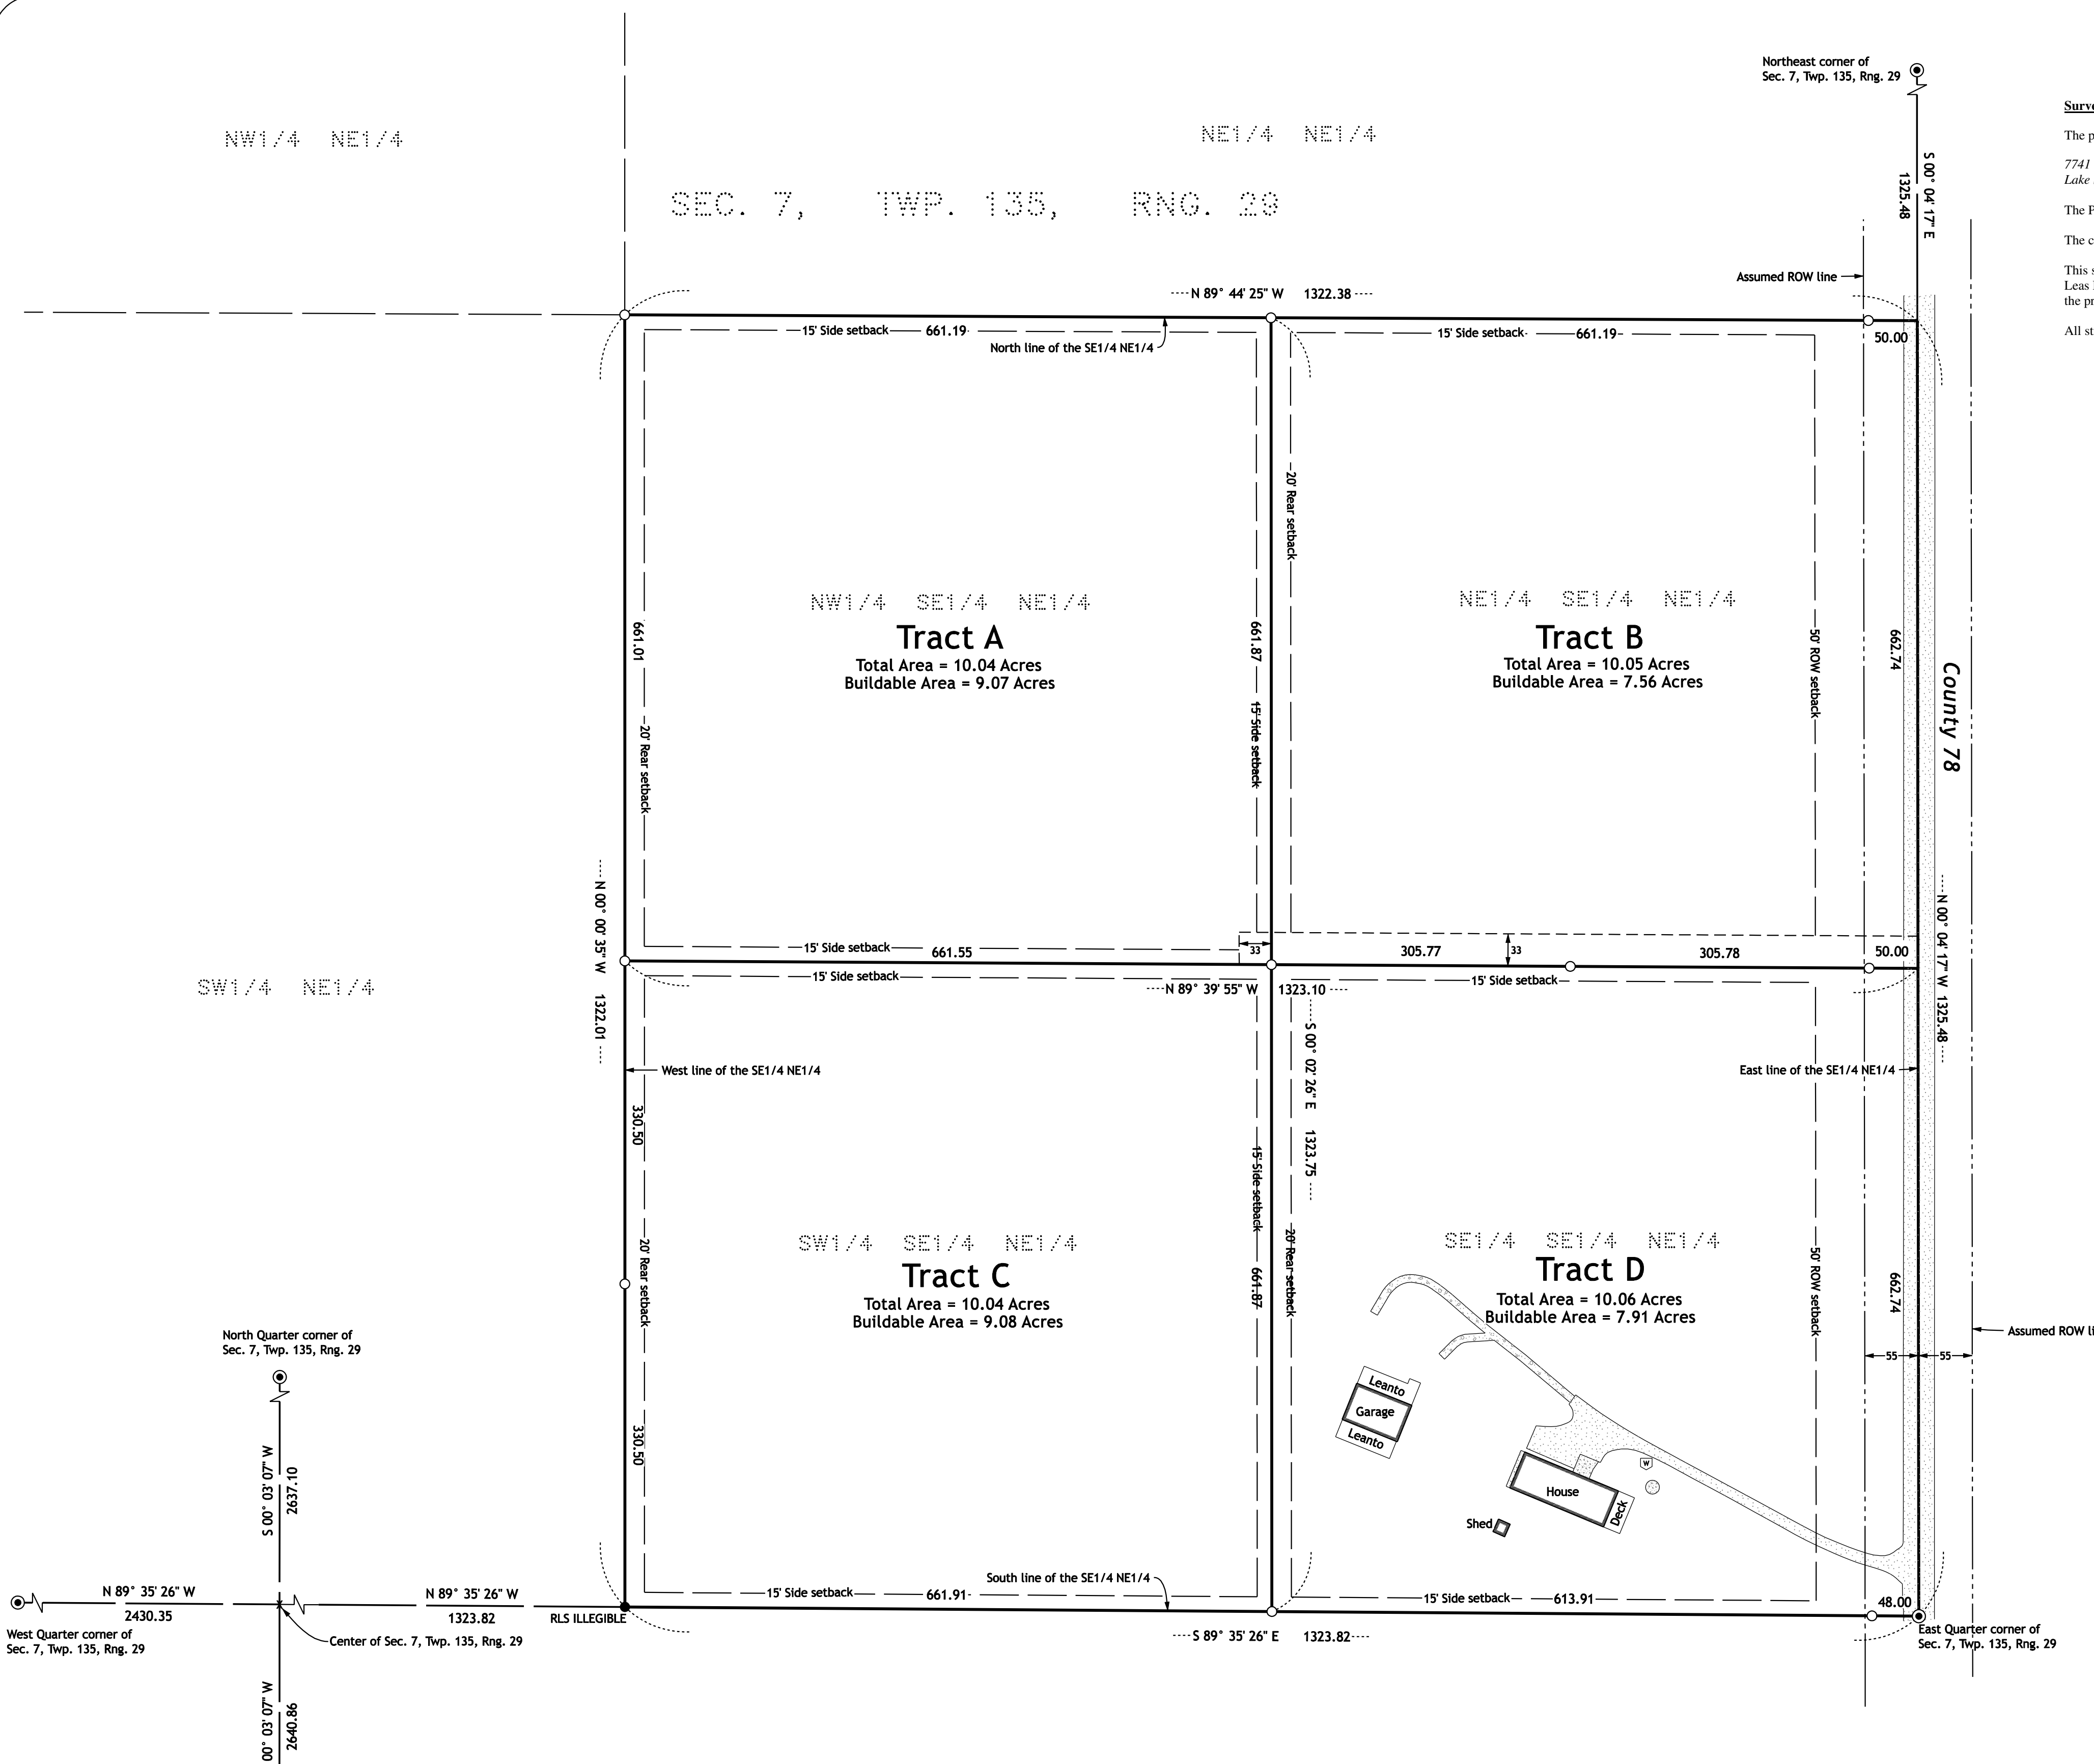 Northeast corner of
Sec. 7, Twp. 135, Rng. 29
S 00° 04' 17" E
1325.48
NW1/4 NE1/4
NE1/4 NE1/4
SEC. 7, TWP. 135, RNG. 29
The
7741
Lake
The
The
This
Leas
the
All
Assumed ROW line
N 89° 44' 25" W 1322.38
15' Side setback 661.19
North line of the SE1/4 NE1/4
15' Side setback 661.19
50.00
20' Rear setback
NW1/4 SE1/4 NE1/4
Tract A
Total Area = 10.04 Acres
Buildable Area = 9.07 Acres
661.01
20' Rear setback
661.87
15' Side setback
NE1/4 SE1/4 NE1/4
Tract B
Total Area = 10.05 Acres
Buildable Area = 7.56 Acres
50' ROW setback
662.74
County 78
N 00° 00' 35" W 1322.01
15' Side setback
661.55
33
305.77
33
305.78
50.00
15' Side setback
N 89° 39' 55" W 1323.10
15' Side setback
N 00° 04' 17" W 1325.48
SW1/4 NE1/4
West line of the SE1/4 NE1/4
S 00° 02' 26" E 1323.75
East line of the SE1/4 NE1/4
330.50
20' Rear setback
330.50
SW1/4 SE1/4 NE1/4
Tract C
Total Area = 10.04 Acres
Buildable Area = 9.08 Acres
15' Side setback
661.87
20' Rear setback
SE1/4 SE1/4 NE1/4
Tract D
Total Area = 10.06 Acres
Buildable Area = 7.91 Acres
50' ROW setback
662.74
55
55
Assumed ROW
Leanto
Garage
Leanto
W
House
Deck
Shed
North Quarter corner of
Sec. 7, Twp. 135, Rng. 29
S 00° 03' 07" W
2637.10
N 89° 35' 26" W
2430.35
N 89° 35' 26" W
1323.82
RLS ILLEGIBLE
West Quarter corner of
Sec. 7, Twp. 135, Rng. 29
Center of Sec. 7, Twp. 135, Rng. 29
00° 03' 07" W
2640.86
15' Side setback 661.91
South line of the SE1/4 NE1/4
15' Side setback 613.91
48.00
S 89° 35' 26" E 1323.82
East Quarter corner of
Sec. 7, Twp. 135, Rng. 29